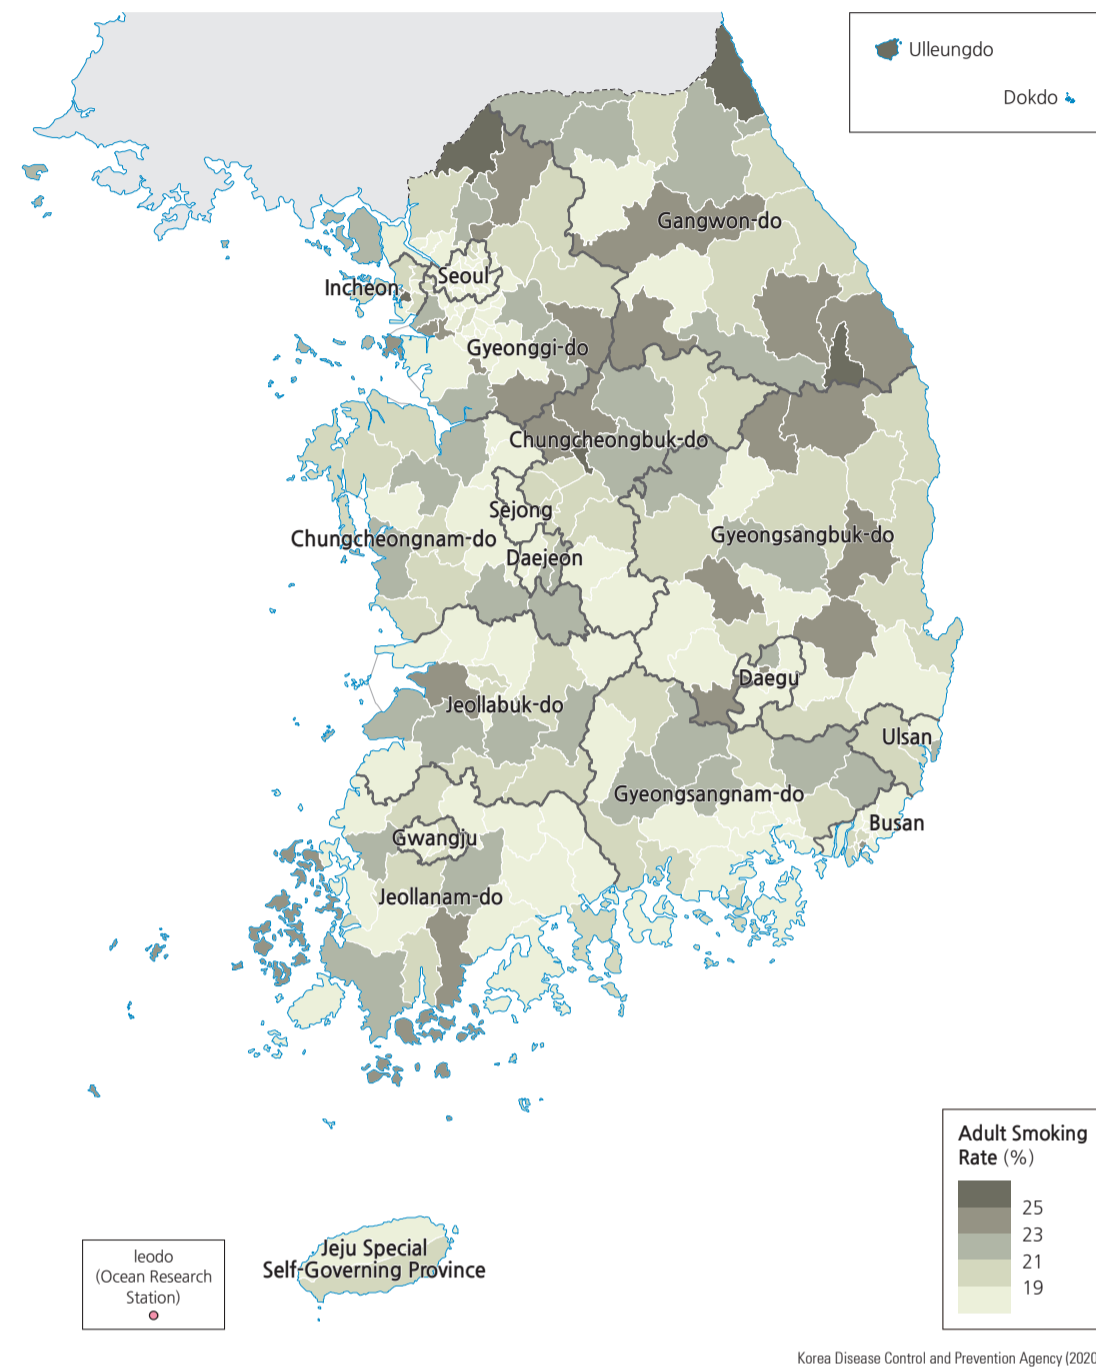 Ulleungdo
Dokdo
Gangwon-do
Seoul
Incheon
Gyeonggi-do
Chungcheongbuk-do
Sejong
Chungcheongnam-do
Gyeongsangbuk-do
Daejeon
Daegu
Jeollabuk-do
Ulsan
Gyeongsangnam-do
Busan
Gwangju
Jeollanam-do
Adult Smoking
Rate (%)
25
23
21
19
Ieodo
(Ocean Research
Station)
Jeju Special
Self-Governing Province
Korea Disease Control and Prevention Agency (2020